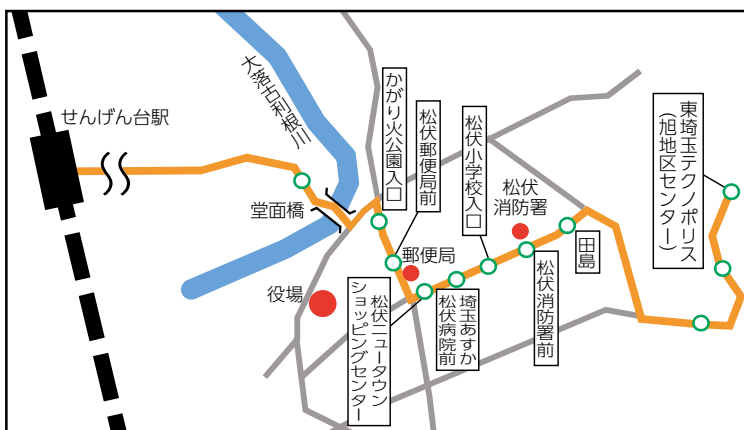 せんげん台駅
大落古利根川
堂面橋
役場
かがり火公園入口
松伏郵便局前
郵便局
松伏ニュータウン
ショッピングセンター
埼玉あすか
松伏病院前
松伏小学校入口
松伏
消防署
松伏消防署前
田島
東埼玉テクノポリス
(旭地区センター)